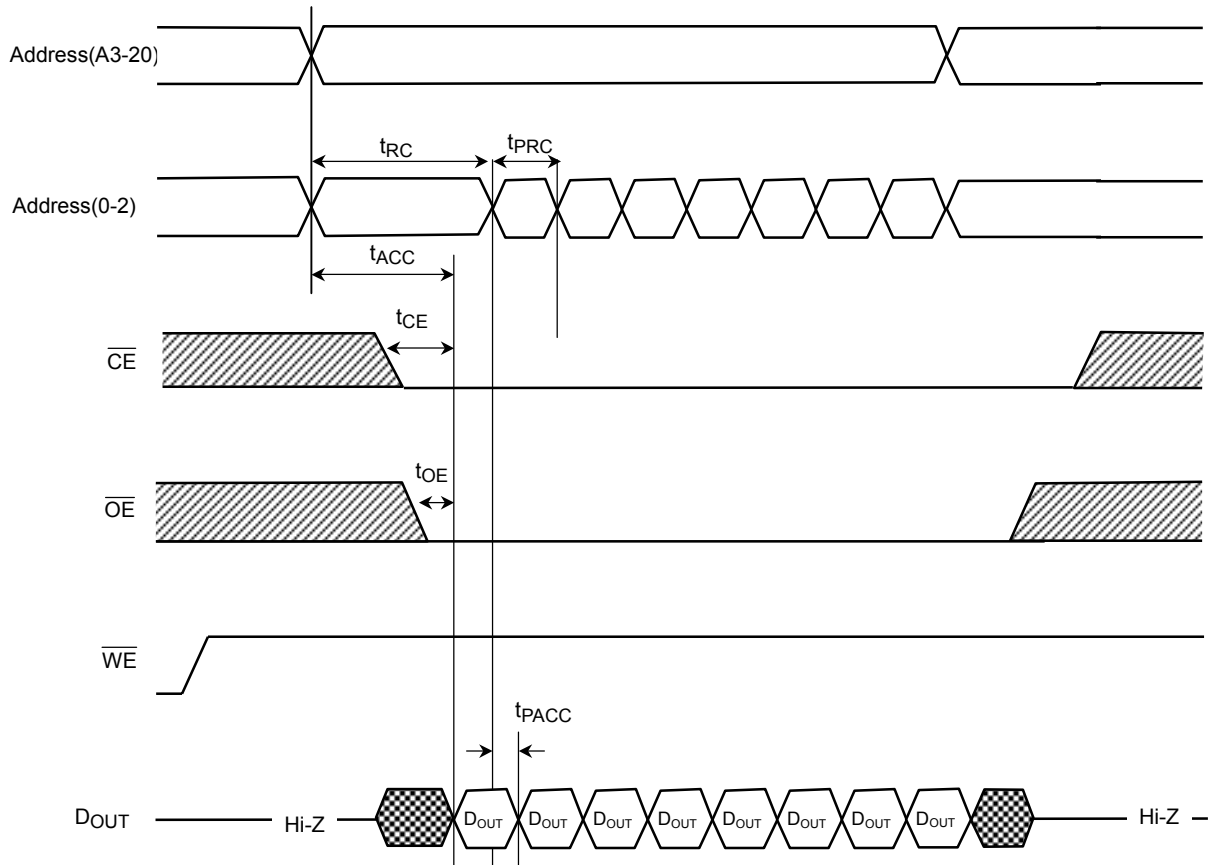 Address(A3-20)
tRC
tPRC
Address(0-2)
tACC
tCE
CE
tOE
OE
WE
tPACC
DOUT
Hi-Z
DOUT DOUT DOUT DOUT DOUT DOUT DOUT DOUT
Hi-Z